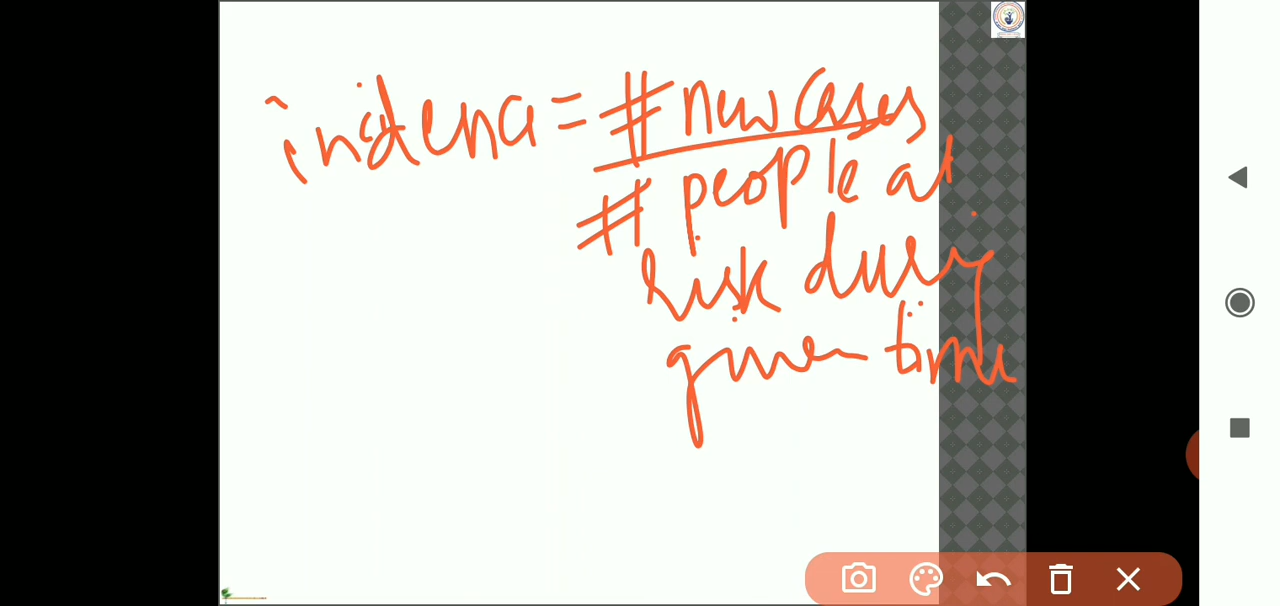 incidence = # new cases
# people at
risk during
given time